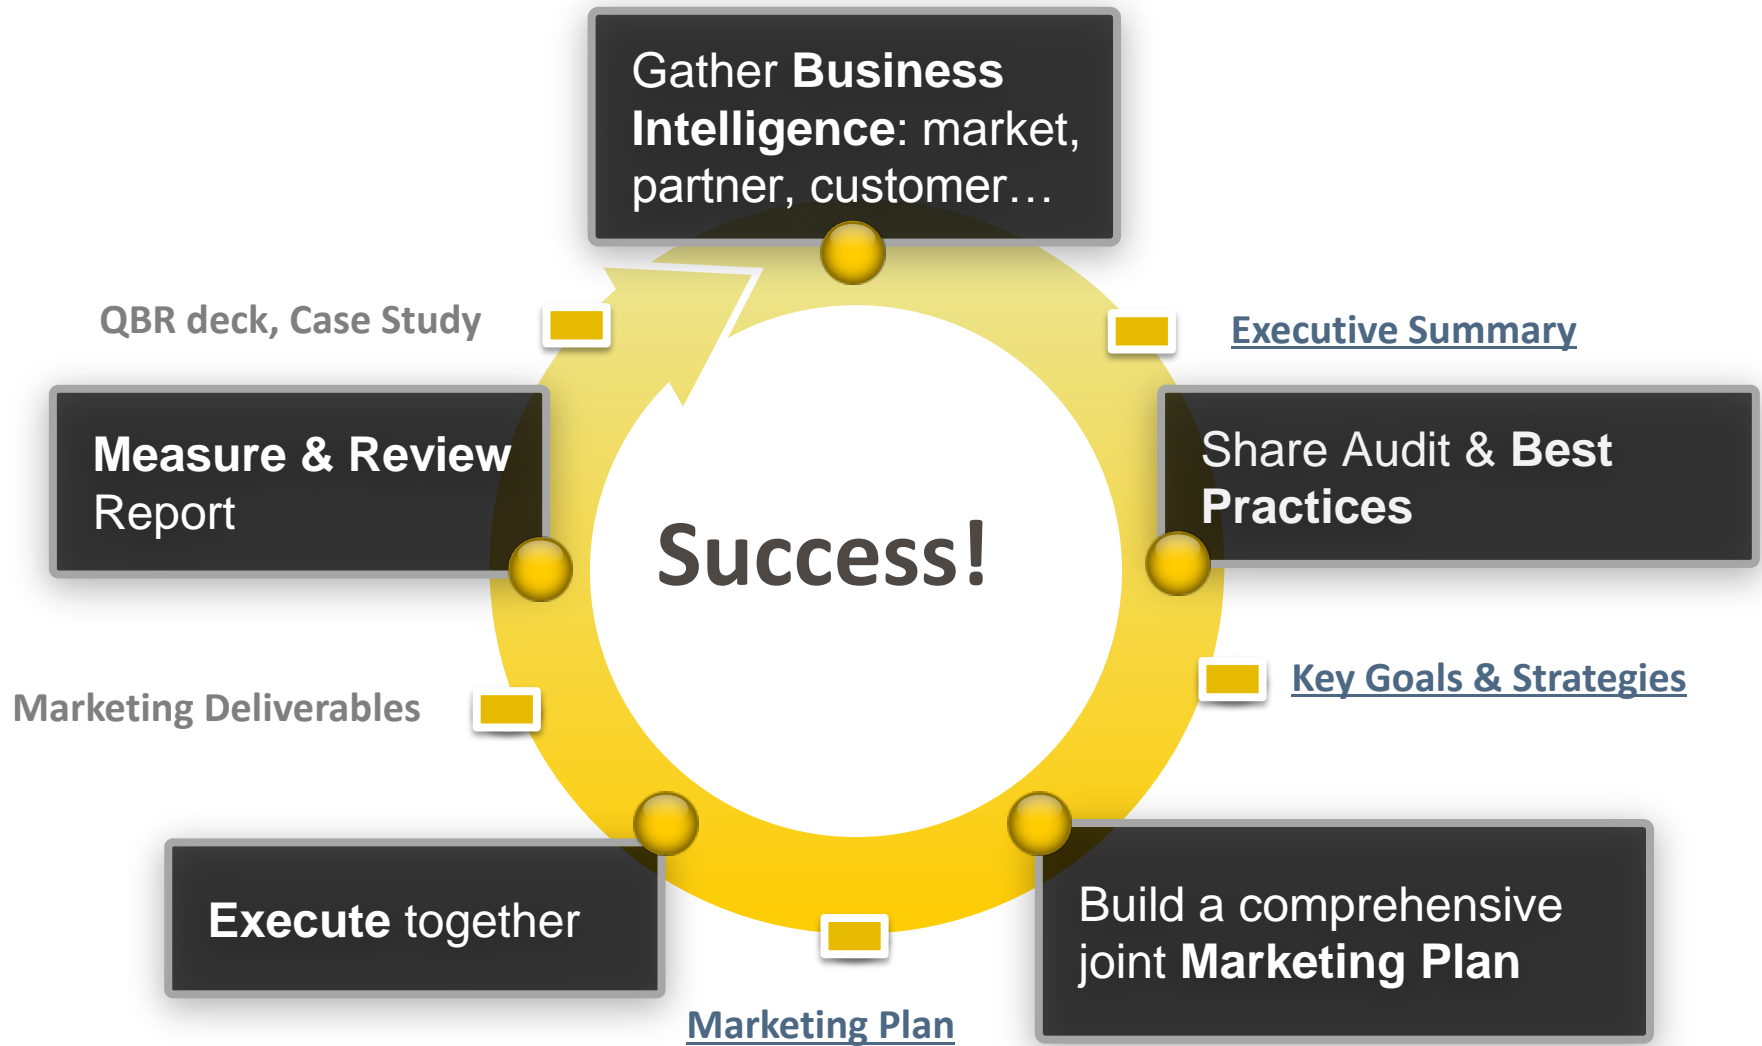 Gather Business
Intelligence: market,
partner, customer…
QBR deck, Case Study
Executive Summary
Measure & Review
Report
Share Audit & Best
Practices
Success!
Key Goals & Strategies
Marketing Deliverables
Execute together
Build a comprehensive
joint Marketing Plan
Marketing Plan